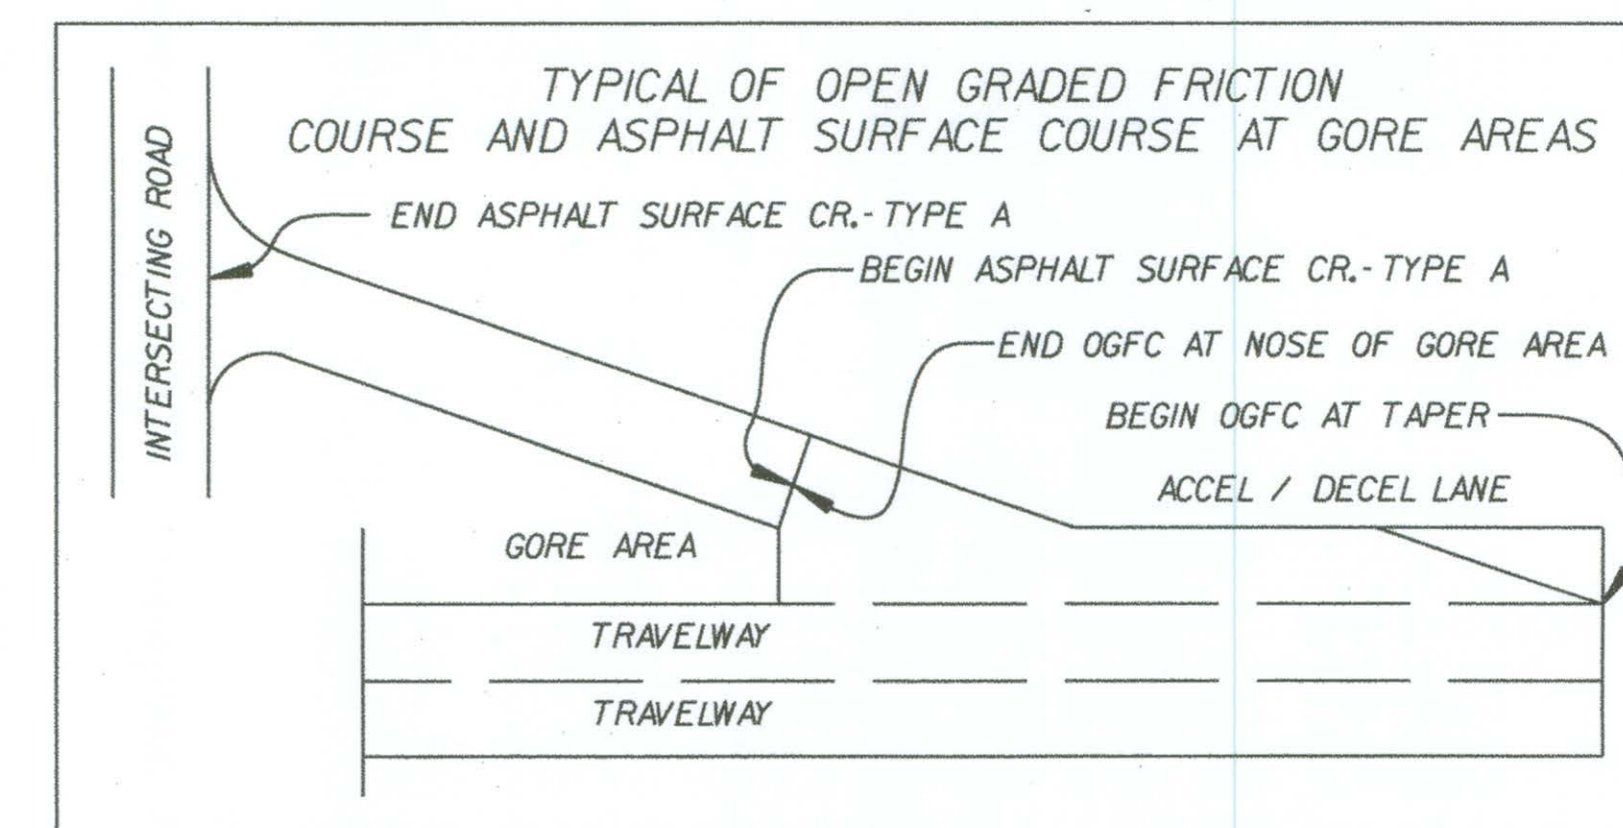 TYPICAL OF OPEN GRADED FRICTION
COURSE AND ASPHALT SURFACE COURSE AT GORE AREAS
INTERSECTING ROAD
END ASPHALT SURFACE CR.-TYPE A
BEGIN ASPHALT SURFACE CR.-TYPE A
END OGFC AT NOSE OF GORE AREA
BEGIN OGFC AT TAPER
ACCEL / DECEL LANE
GORE AREA
TRAVELWAY
TRAVELWAY